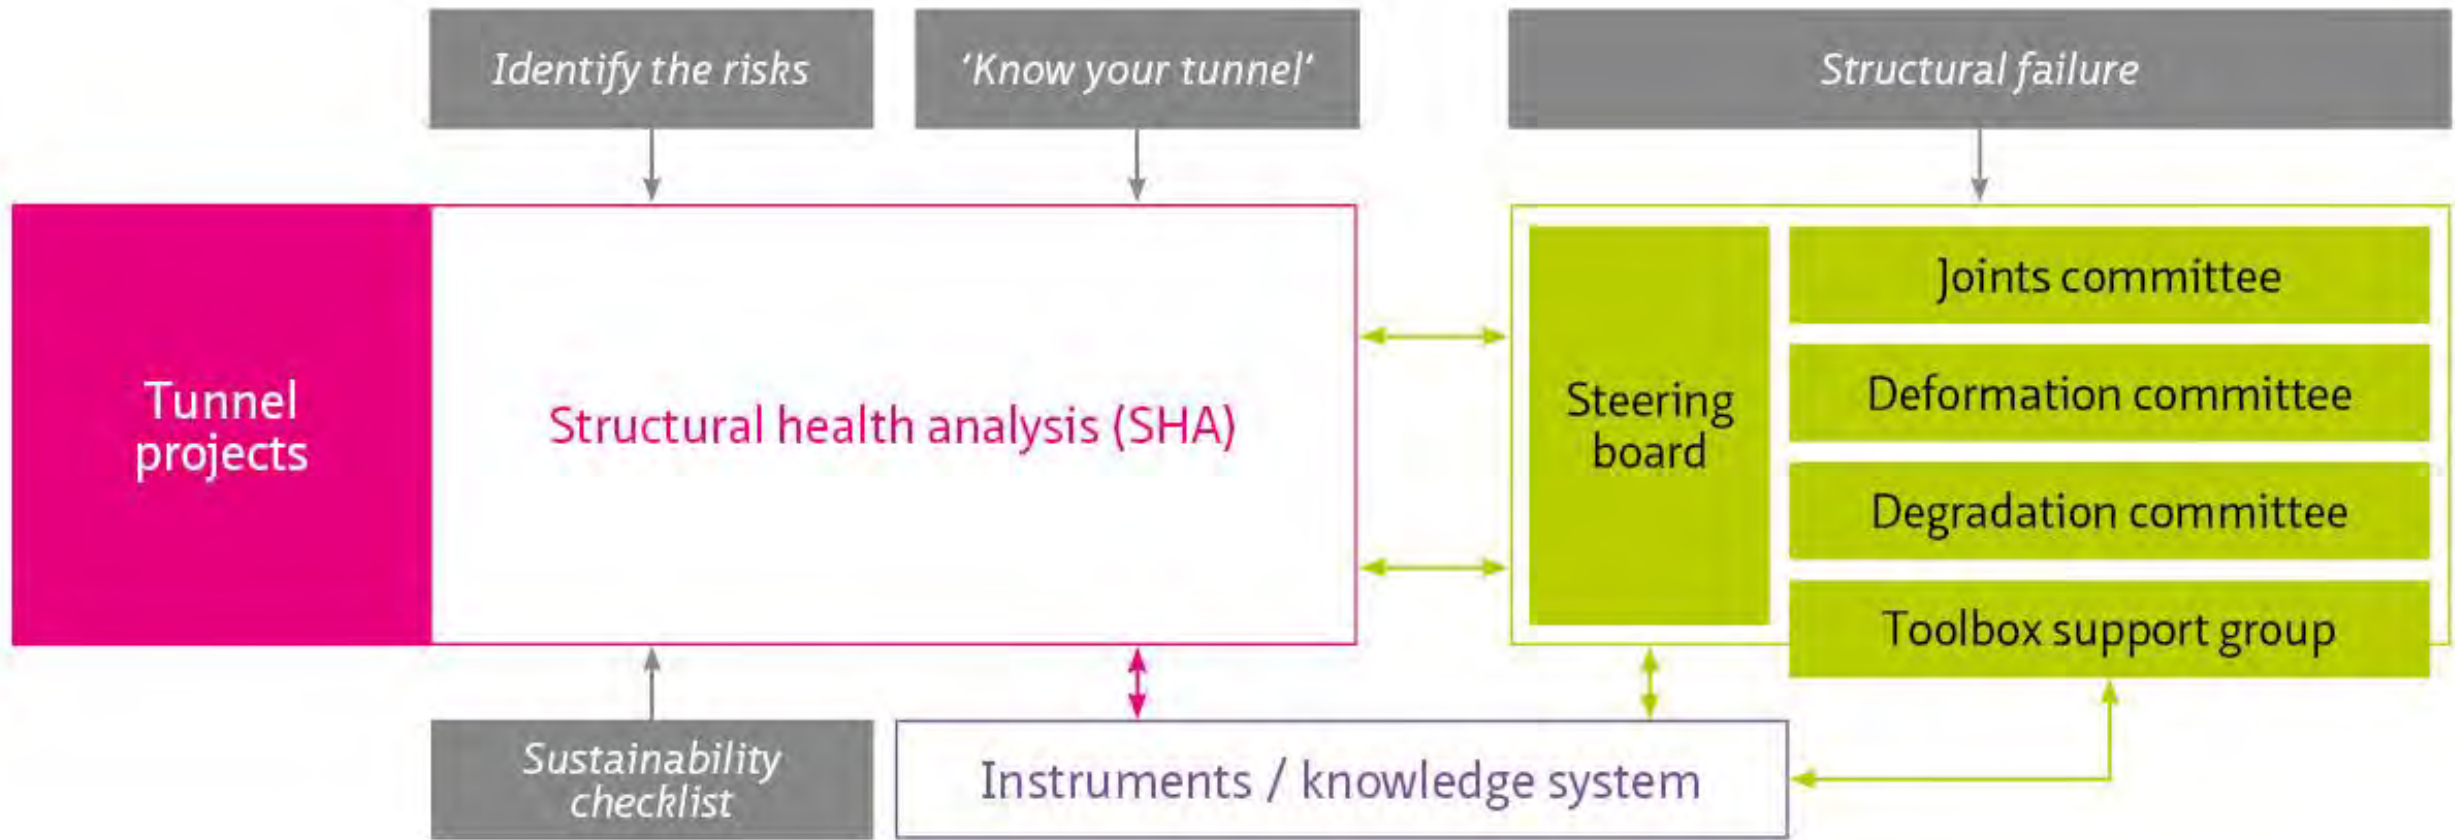 Identify the risks
‘Know your tunnel’
Structural failure
Tunnel
projects
Structural health analysis (SHA)
Steering
board
Joints committee
Deformation committee
Degradation committee
Toolbox support group
Sustainability
checklist
Instruments / knowledge system